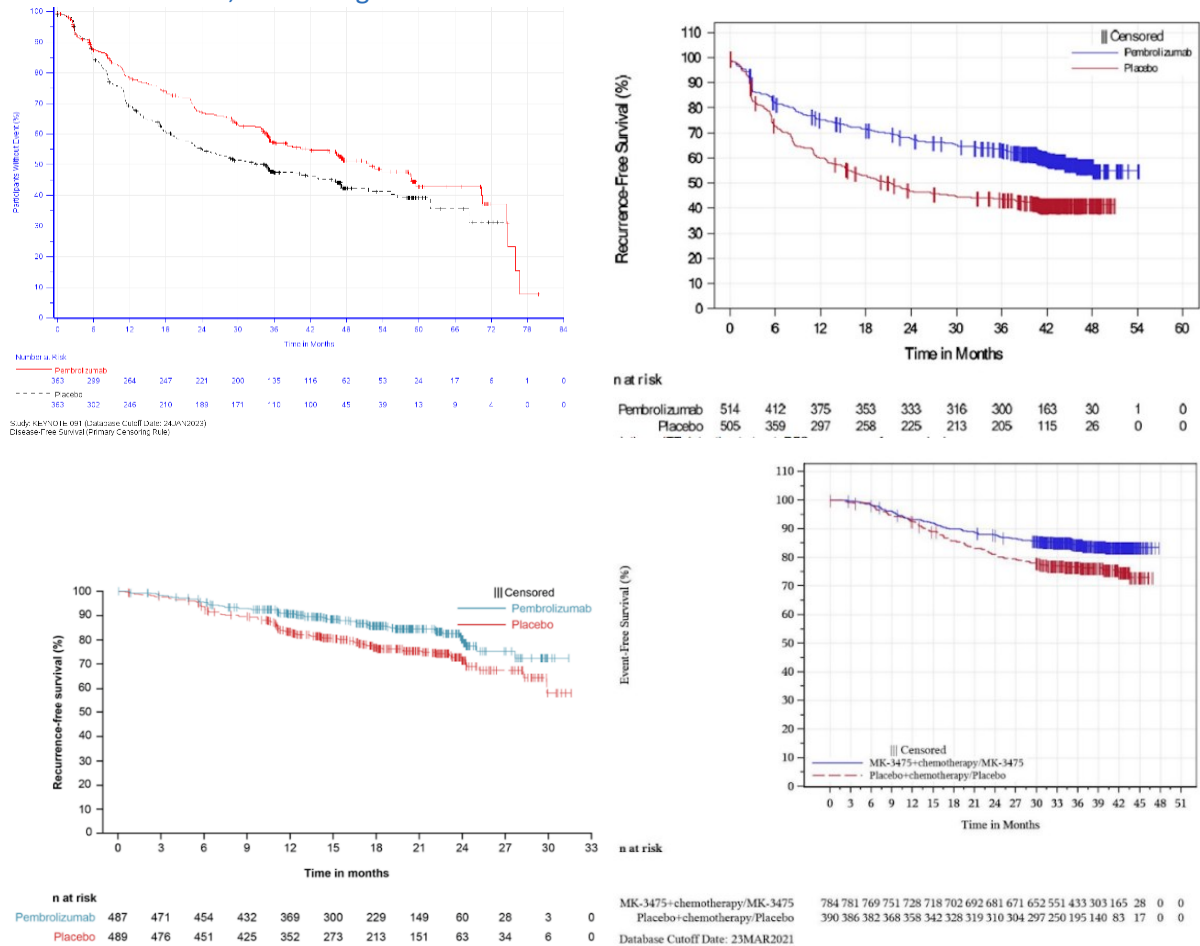 100
90
80
70
60
50
40
30
20
10
0
Participants Without Event (%)
0 6 12 18 24 30 36 42 48 54 60 66 72 78 84
Time in Months
Number at Risk
Pembrolizumab
363 299 264 247 221 200 135 116 62 53 24 17 6 1 0
Placebo
363 302 246 210 189 171 110 100 45 39 13 9 4 0 0
Study: KEYNOTE 091 (Database Cutoff Date: 24JAN2023)
Disease-Free Survival (Primary Censoring Rule)
110
100
90
80
70
60
50
40
30
20
10
0
Recurrence-Free Survival (%)
Censored
Pembrolizumab
Placebo
0 6 12 18 24 30 36 42 48 54 60
Time in Months
n at risk
Pembrolizumab 514 412 375 353 333 316 300 163 30 1 0
Placebo 505 359 297 258 225 213 205 115 26 0 0
100
90
80
70
60
50
40
30
20
10
0
Recurrence-free survival (%)
Censored
Pembrolizumab
Placebo
0 3 6 9 12 15 18 21 24 27 30 33
Time in months
n at risk
Pembrolizumab 487 471 454 432 369 300 229 149 60 28 3 0
Placebo 489 476 451 425 352 273 213 151 63 34 6 0
110
100
90
80
70
60
50
40
30
20
10
0
Event-Free Survival (%)
Censored
MK-3475+chemotherapy/MK-3475
Placebo+chemotherapy/Placebo
0 3 6 9 12 15 18 21 24 27 30 33 36 39 42 45 48 51
Time in Months
n at risk
MK-3475+chemotherapy/MK-3475 784 781 769 751 728 718 702 692 681 671 652 551 433 303 165 28 0 0
Placebo+chemotherapy/Placebo 390 386 382 368 358 342 328 319 310 304 297 250 195 140 83 17 0 0
Database Cutoff Date: 23MAR2021